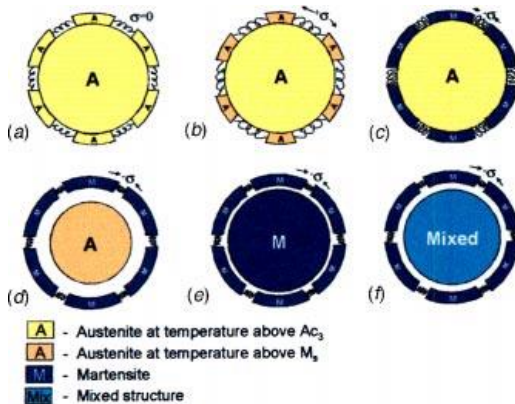 σ=0
σ
σ
A
A
A
A
A
A
A
A
A
A
A
A
A
A
M
M
M
M
M
M
A
(a)
(b)
(c)
σ
σ
σ
M
M
M
M
M
M
A
M
M
M
M
M
M
M
M
M
M
M
M
M
Mixed
(d)
(e)
(f)
A - Austenite at temperature above Ac3
A - Austenite at temperature above Ms
M - Martensite
Mix - Mixed structure